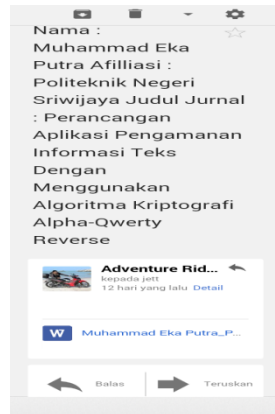 Nama :
Muhammad Eka
Putra Afilliasi :
Politeknik Negeri
Sriwijaya Judul Jurnal
: Perancangan
Aplikasi Pengamanan
Informasi Teks
Dengan
Menggunakan
Algoritma Kriptografi
Alpha-Qwerty
Reverse
Adventure Rid...
kepada jett
12 hari yang lalu Detail
W Muhammad Eka Putra_P...
Balas Teruskan